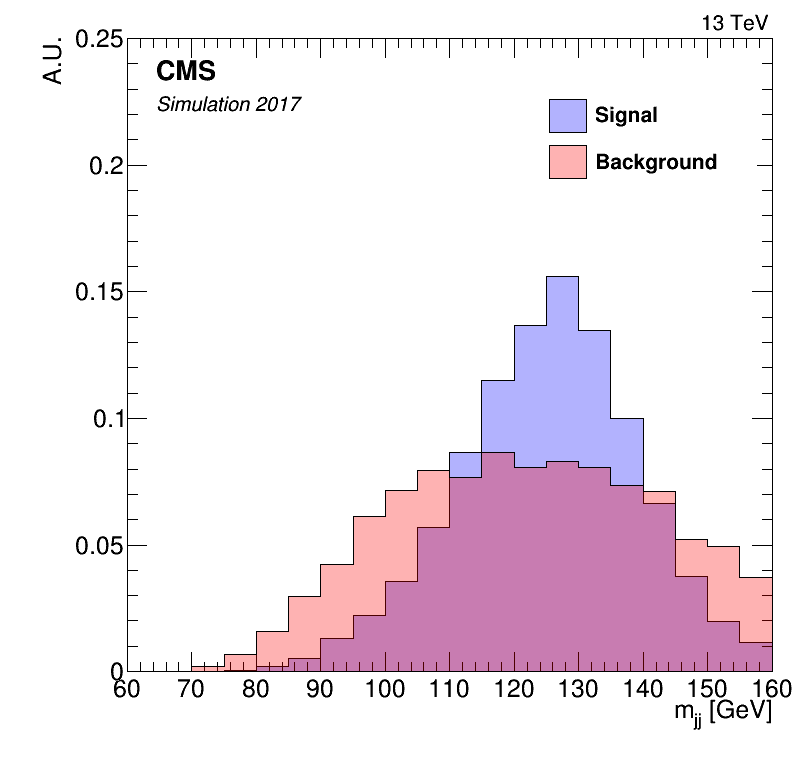 13 TeV
A.U.
CMS
Simulation 2017
Signal
Background
0.25
0.2
0.15
0.1
0.05
0
60 70 80 90 100 110 120 130 140 150 160
mjj [GeV]